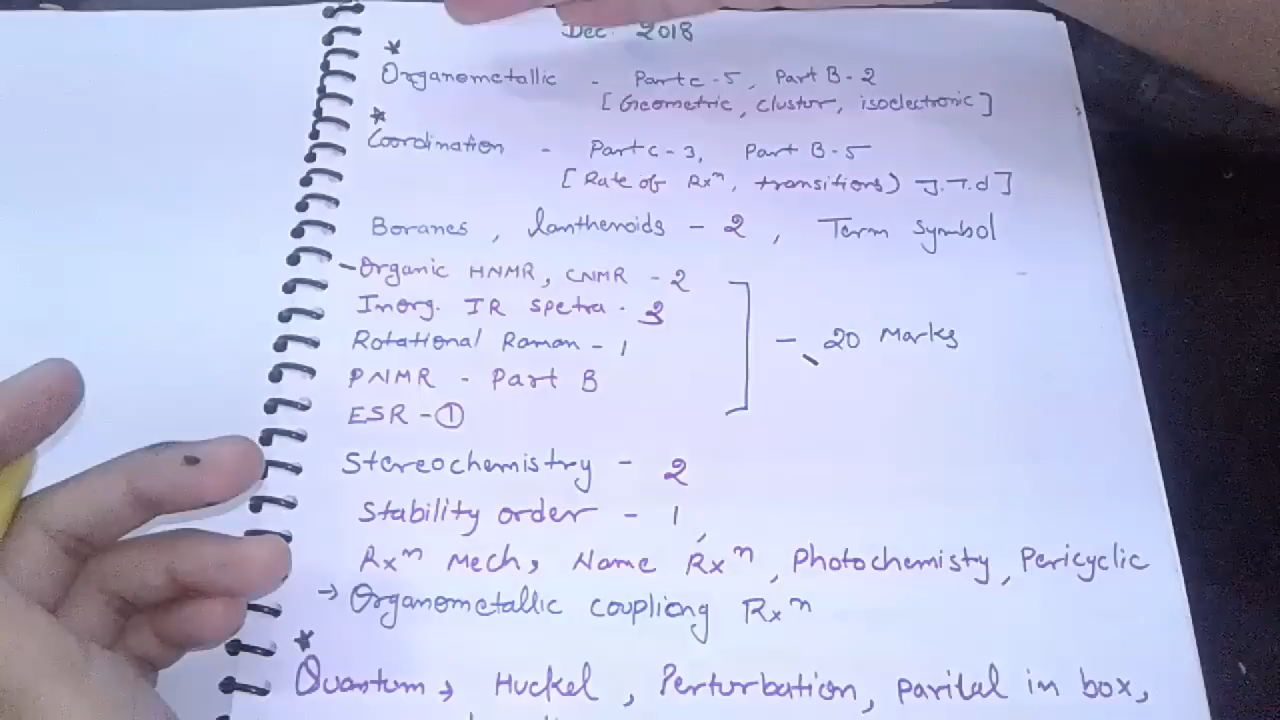 Dec. 2018
* Organometallic - Part C - 5, Part B - 2
[Geometric, cluster, isoelectronic]
* Coordination - Part C - 3, Part B - 5
[Rate of Rxⁿ, transitions) J.T.d]
Boranes, lanthenoids - 2, Term symbol
- Organic HNMR, CNMR - 2
Inorg. IR spetra. 3
Rotational Raman - 1
] - 20 Marks
PNMR - Part B
ESR - ①
Stereochemistry - 2
Stability order - 1
Rxⁿ Mech, Name Rxⁿ, Photochemisty, Pericyclic
→ Organometallic coupliong Rxⁿ
* Quantum → Huckel, Perturbation, parital in box,